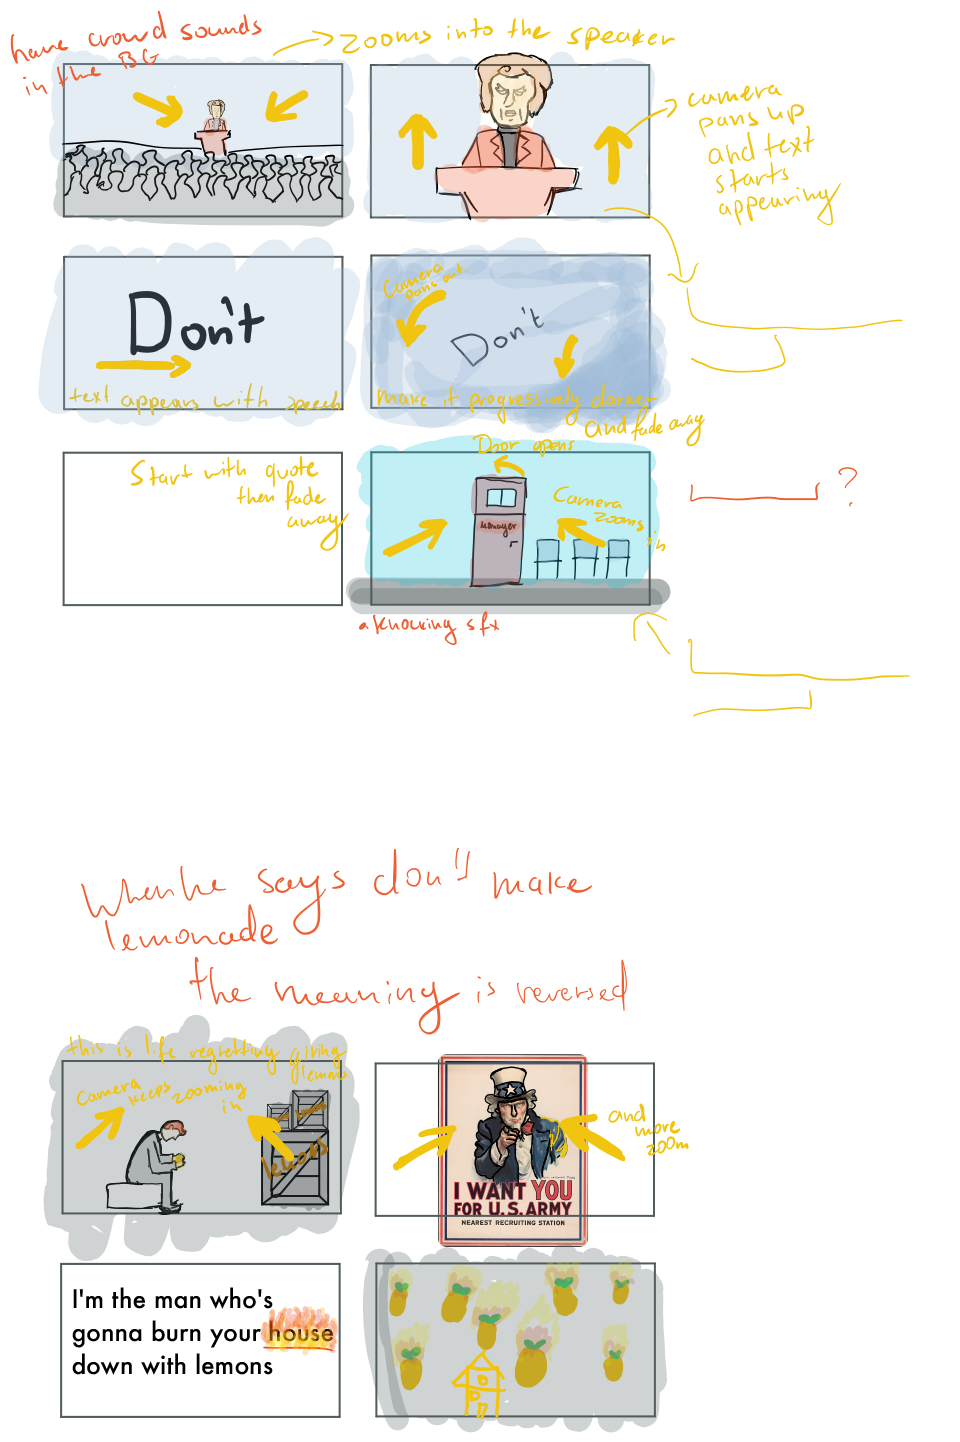 have crowd sounds
in the BG
zooms into the speaker
camera
pans up
and text
starts
appearing
Don't
text appears with speech
Camera
pans out
Don't
make it progressively darker
and fade away
Start with quote
then fade
away
Door opens
Manager
Camera
zooms
in
a knocking sfx
?
When he says don't make
lemonade
the meaning is reversed
this is life regretting giving
lemons
Camera keeps zooming
in
lemons
I WANT YOU
FOR U.S. ARMY
NEAREST RECRUITING STATION
and
more
zoom
I'm the man who's
gonna burn your house
down with lemons